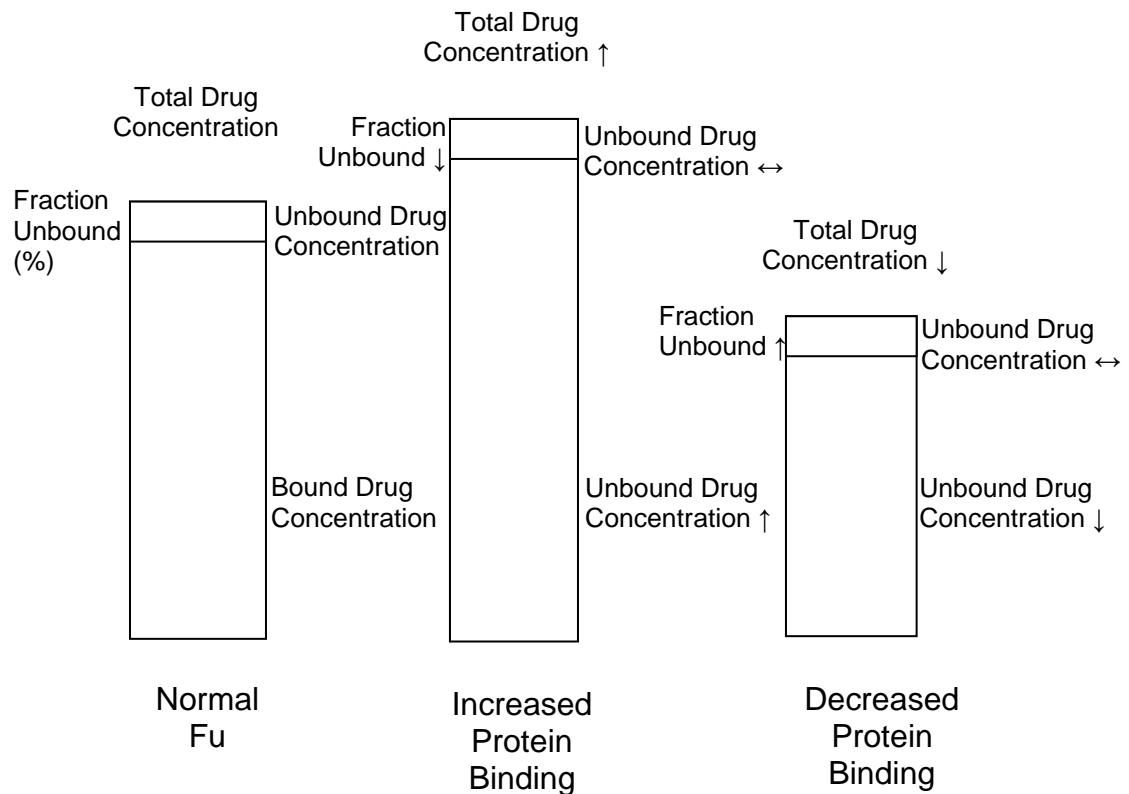 Total Drug
Concentration ↑
Total Drug
Concentration
Fraction
Unbound ↓
Unbound Drug
Concentration ↔
Fraction
Unbound
(%)
Unbound Drug
Concentration
Total Drug
Concentration ↓
Fraction
Unbound ↑
Unbound Drug
Concentration ↔
Bound Drug
Concentration
Unbound Drug
Concentration ↑
Unbound Drug
Concentration ↓
Normal
Fu
Increased
Protein
Binding
Decreased
Protein
Binding